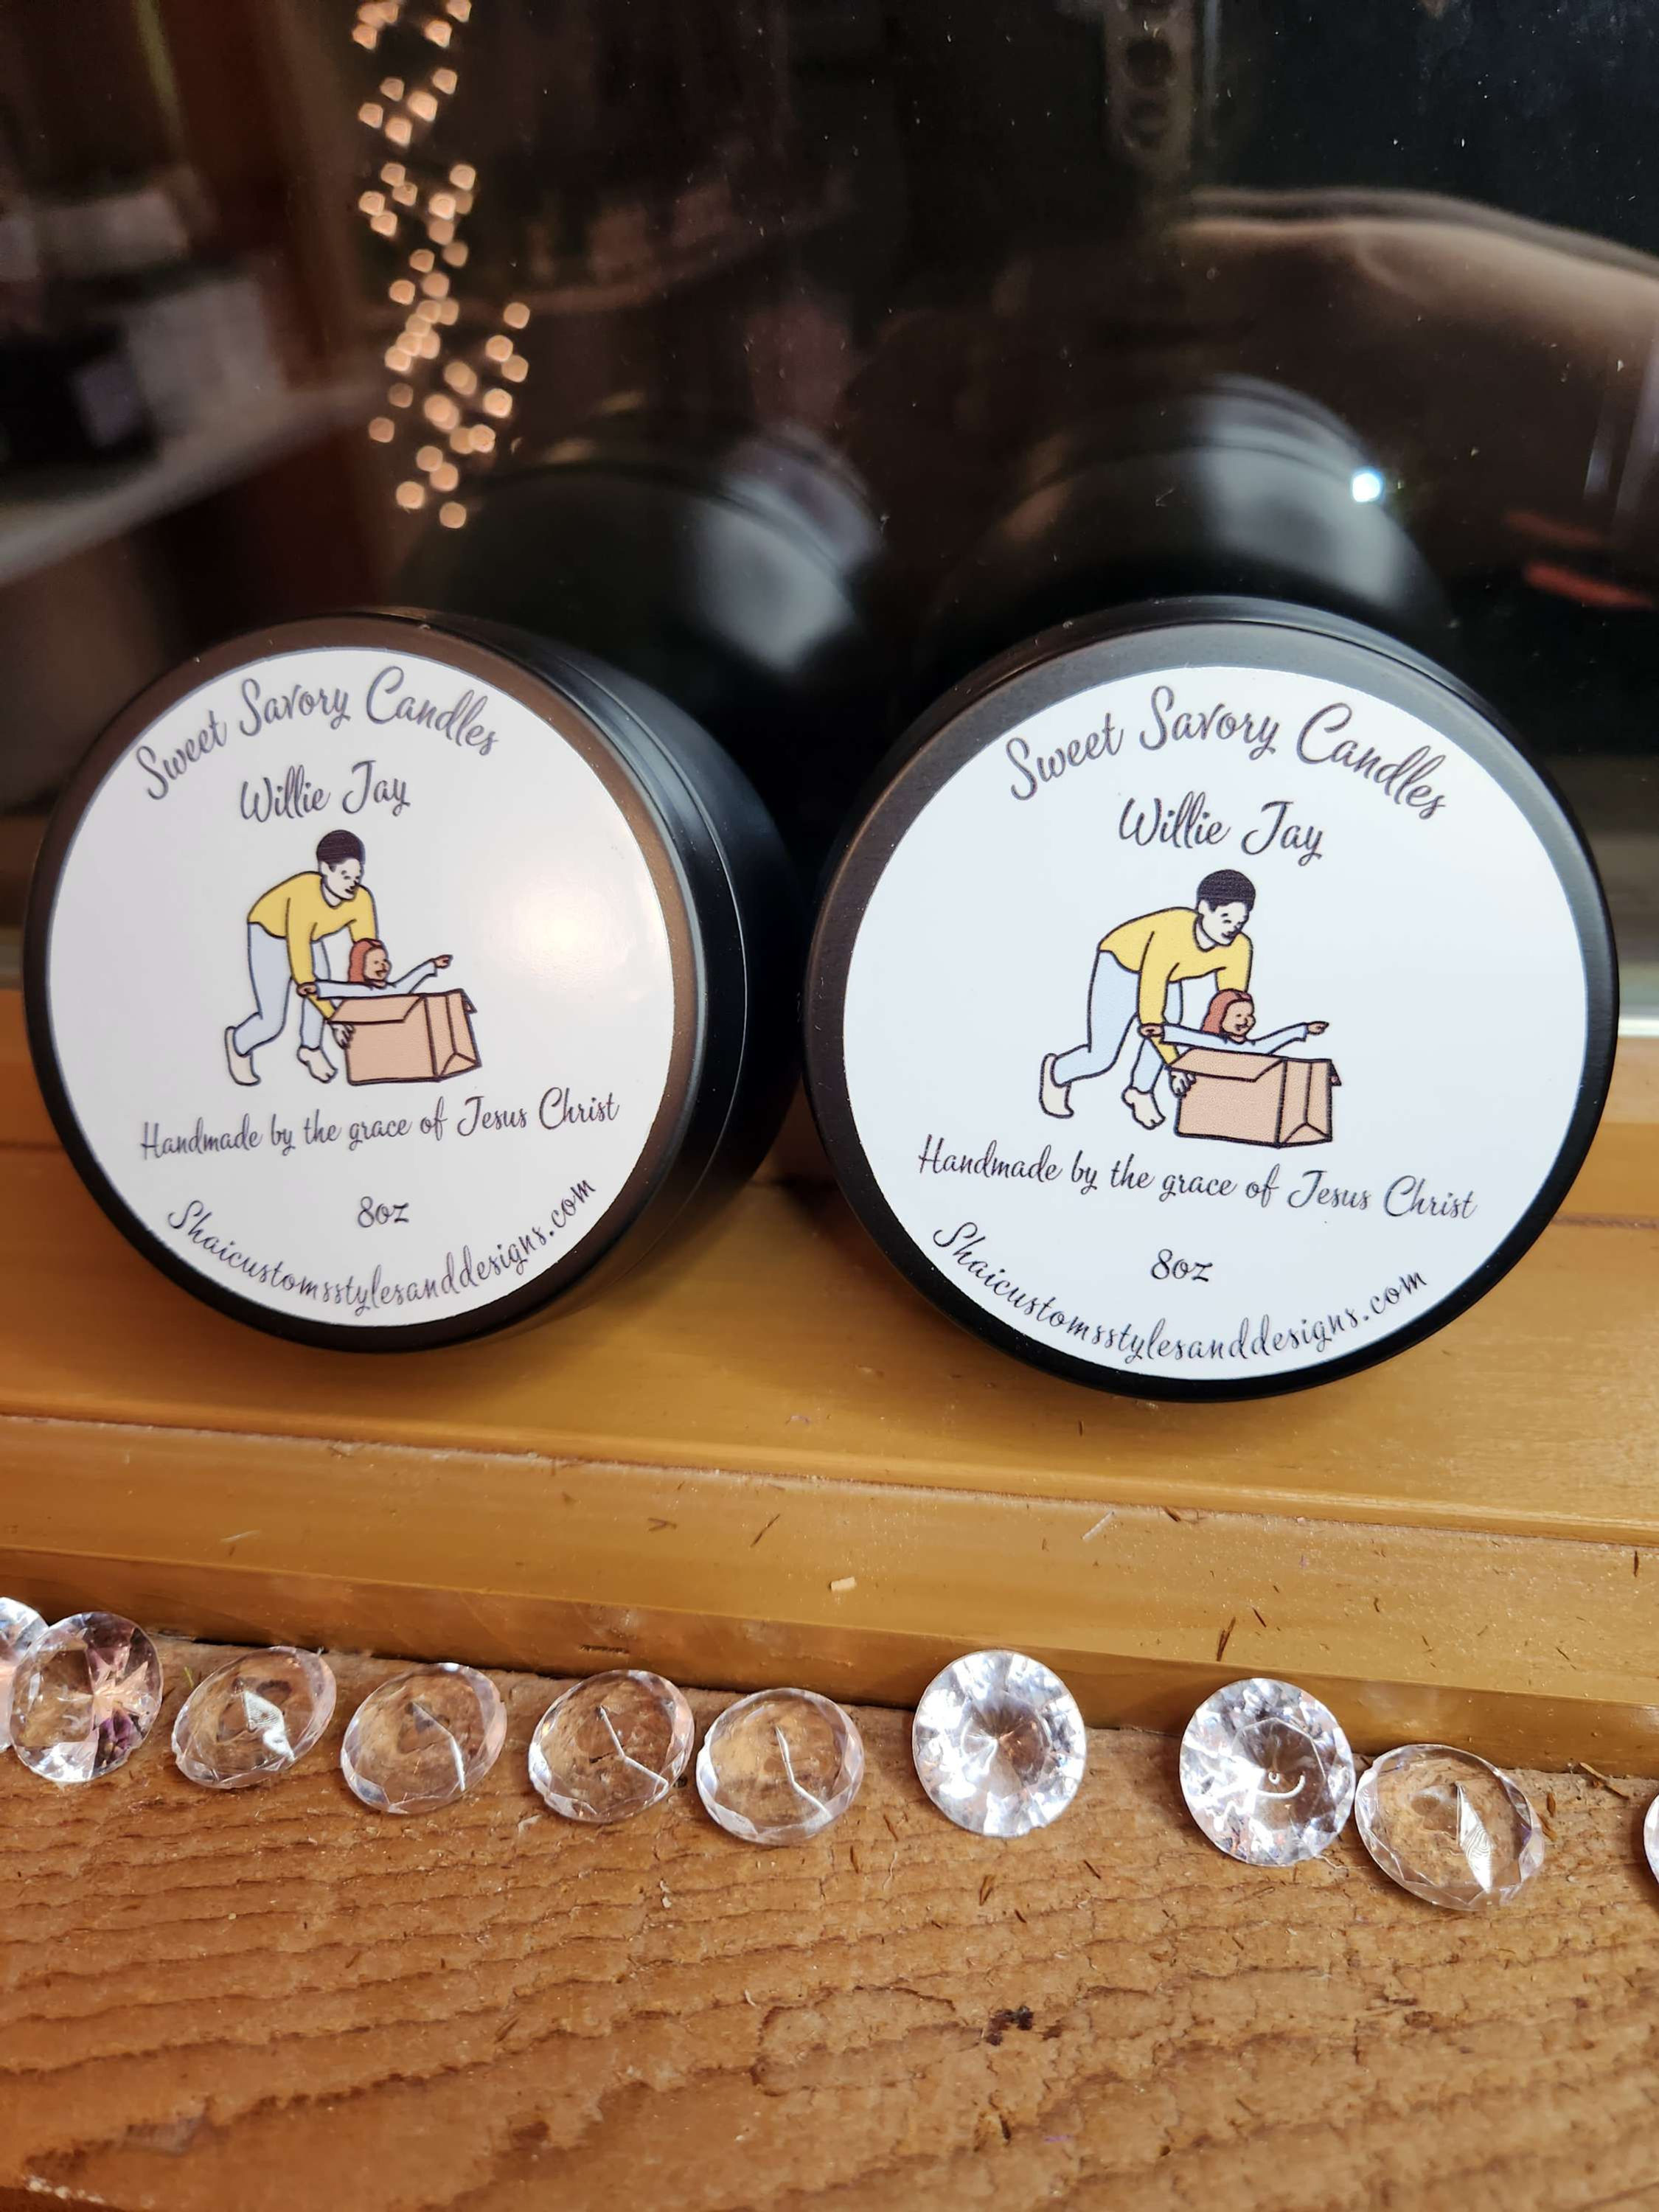 Sweet Savory Candles
Willie Jay
Handmade by the grace of Jesus Christ
8oz
Shaicustomsstylesanddesigns.com
Sweet Savory Candles
Willie Jay
Handmade by the grace of Jesus Christ
8oz
Shaicustomsstylesanddesigns.com